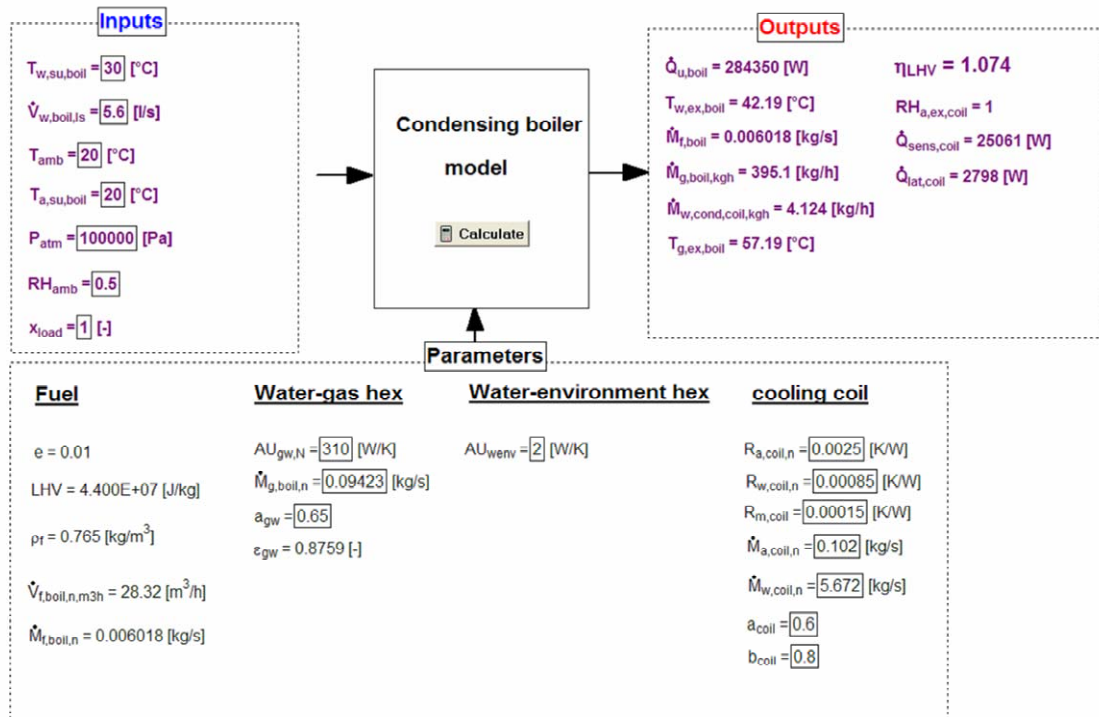 Inputs
T_w,su,boil = 30 [°C]
V̇_w,boil,ls = 5.6 [l/s]
T_amb = 20 [°C]
T_a,su,boil = 20 [°C]
P_atm = 100000 [Pa]
RH_amb = 0.5
x_load = 1 [-]
Condensing boiler
model
Calculate
Outputs
Q̇_u,boil = 284350 [W]
T_w,ex,boil = 42.19 [°C]
Ṁ_f,boil = 0.006018 [kg/s]
Ṁ_g,boil,kgh = 395.1 [kg/h]
Ṁ_w,cond,coil,kgh = 4.124 [kg/h]
T_g,ex,boil = 57.19 [°C]
η_LHV = 1.074
RH_a,ex,coil = 1
Q̇_sens,coil = 25061 [W]
Q̇_lat,coil = 2798 [W]
Parameters
Fuel
e = 0.01
LHV = 4.400E+07 [J/kg]
ρ_f = 0.765 [kg/m³]
V̇_f,boil,n,m3h = 28.32 [m³/h]
Ṁ_f,boil,n = 0.006018 [kg/s]
Water-gas hex
AU_gw,N = 310 [W/K]
Ṁ_g,boil,n = 0.09423 [kg/s]
a_gw = 0.65
ε_gw = 0.8759 [-]
Water-environment hex
AU_wenv = 2 [W/K]
cooling coil
R_a,coil,n = 0.0025 [K/W]
R_w,coil,n = 0.00085 [K/W]
R_m,coil = 0.00015 [K/W]
Ṁ_a,coil,n = 0.102 [kg/s]
Ṁ_w,coil,n = 5.672 [kg/s]
a_coil = 0.6
b_coil = 0.8